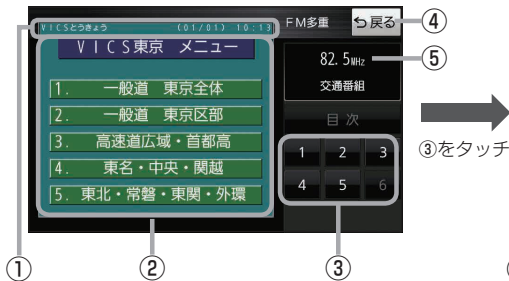 VICSとうきょう (01/01) 10:13
FM多重
戻る
④
VICS東京 メニュー
82.5MHz
⑤
交通番組
1. 一般道 東京全体
2. 一般道 東京区部
3. 高速道広域・首都高
4. 東名・中央・関越
5. 東北・常磐・東関・外環
目次
1 2 3
4 5 6
③をタッチ
① ② ③